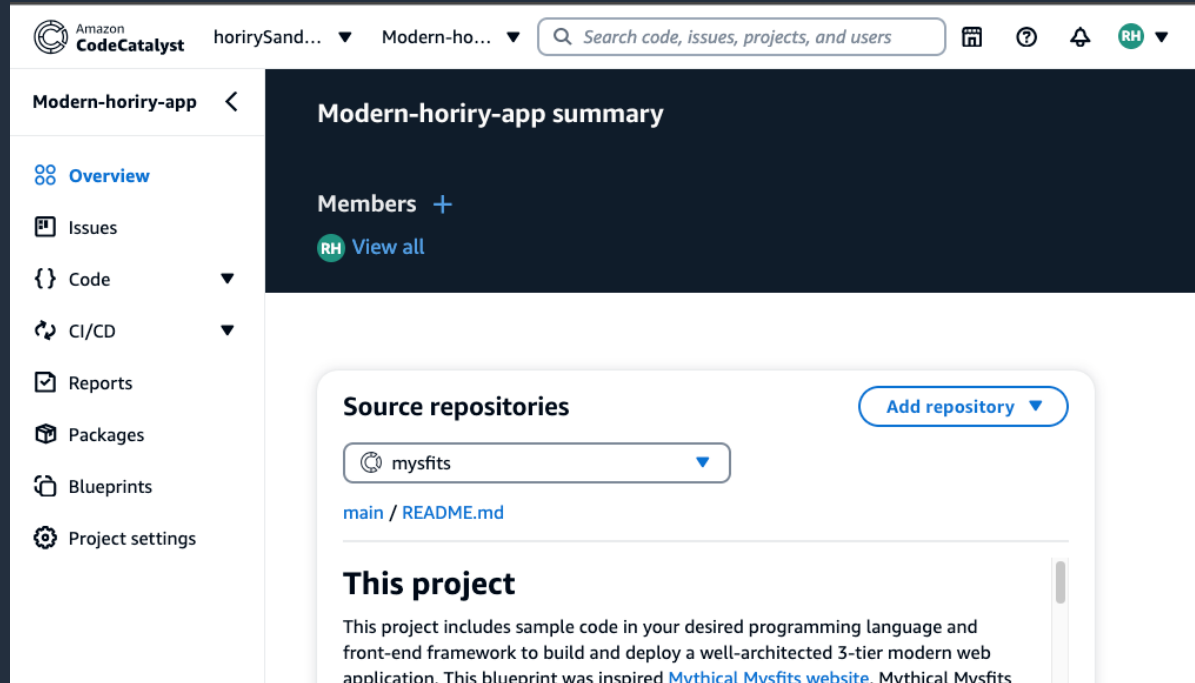 Amazon
CodeCatalyst
horirySand...
Modern-ho...
Search code, issues, projects, and users
RH
Modern-horiry-app
Overview
Issues
Code
CI/CD
Reports
Packages
Blueprints
Project settings
Modern-horiry-app summary
Members +
RH View all
Source repositories
Add repository
mysfits
main / README.md
This project
This project includes sample code in your desired programming language and
front-end framework to build and deploy a well-architected 3-tier modern web
application. This blueprint was inspired Mythical Mysfits website. Mythical Mysfits